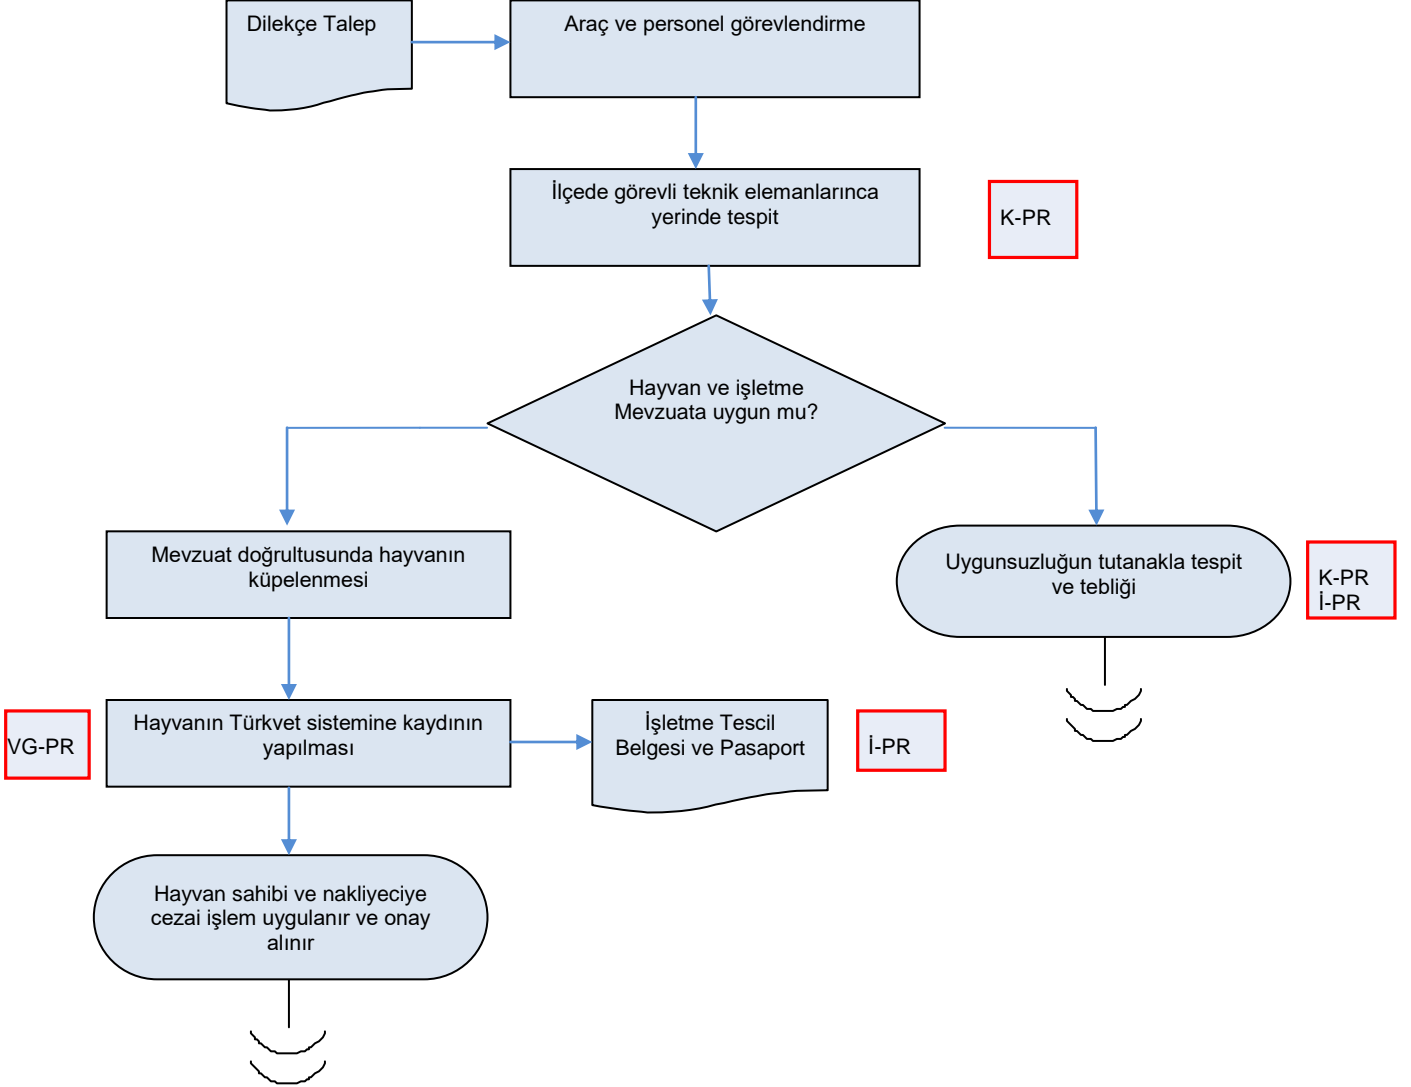 Dilekçe Talep
Araç ve personel görevlendirme
İlçede görevli teknik elemanlarınca
yerinde tespit
K-PR
Hayvan ve işletme
Mevzuata uygun mu?
Mevzuat doğrultusunda hayvanın
küpelenmesi
Uygunsuzluğun tutanakla tespit
ve tebliği
K-PR
İ-PR
VG-PR
Hayvanın Türkvet sistemine kaydının
yapılması
İşletme Tescil
Belgesi ve Pasaport
İ-PR
Hayvan sahibi ve nakliyeciye
cezai işlem uygulanır ve onay
alınır